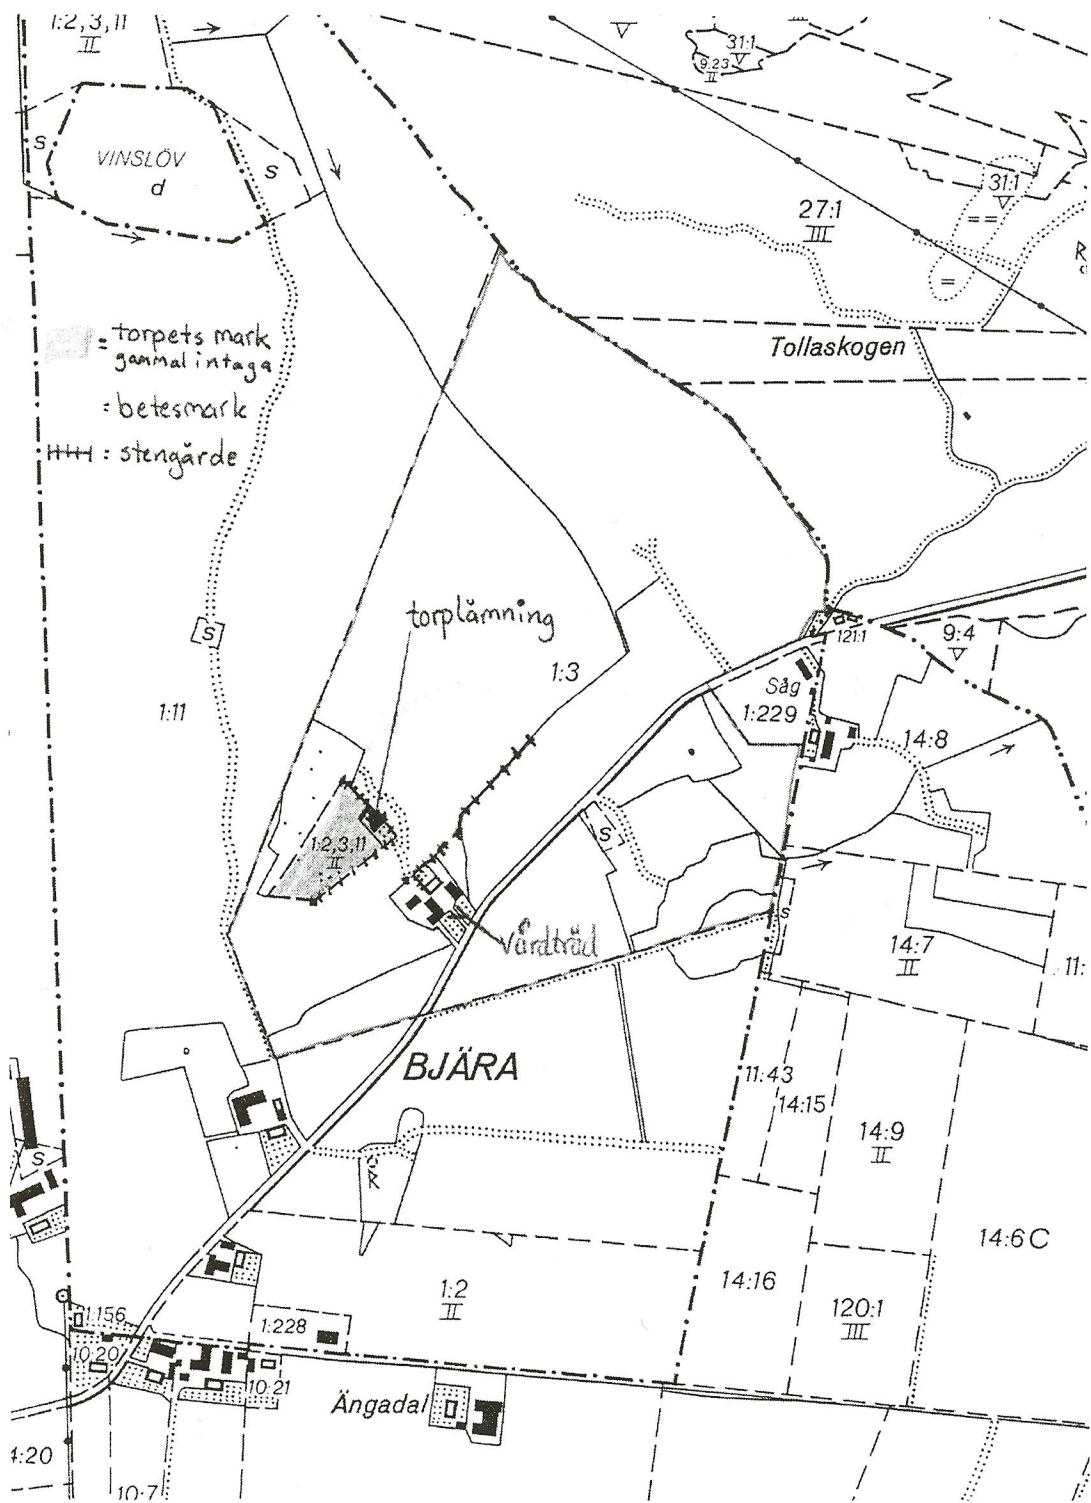 1:2,3,11
II
V
31:1
V
9:23
II
s
VINSLÖV
d
s
27:1
III
31:1
V
==
=
R
= torpets mark
gammal intaga
Tollaskogen
= betesmark
= stengärde
s
torplämning
1:3
121:1
9:4
V
Såg
1:229
1:11
14:8
s
1:2,3,11
II
s
vårdträd
14:7
II
11:
BJÄRA
11:43
14:15
14:9
II
s
R
14:6 C
14:16
1:2
II
120:1
III
1:156
1:228
10:20
10:21
Ängadal
4:20
10:7